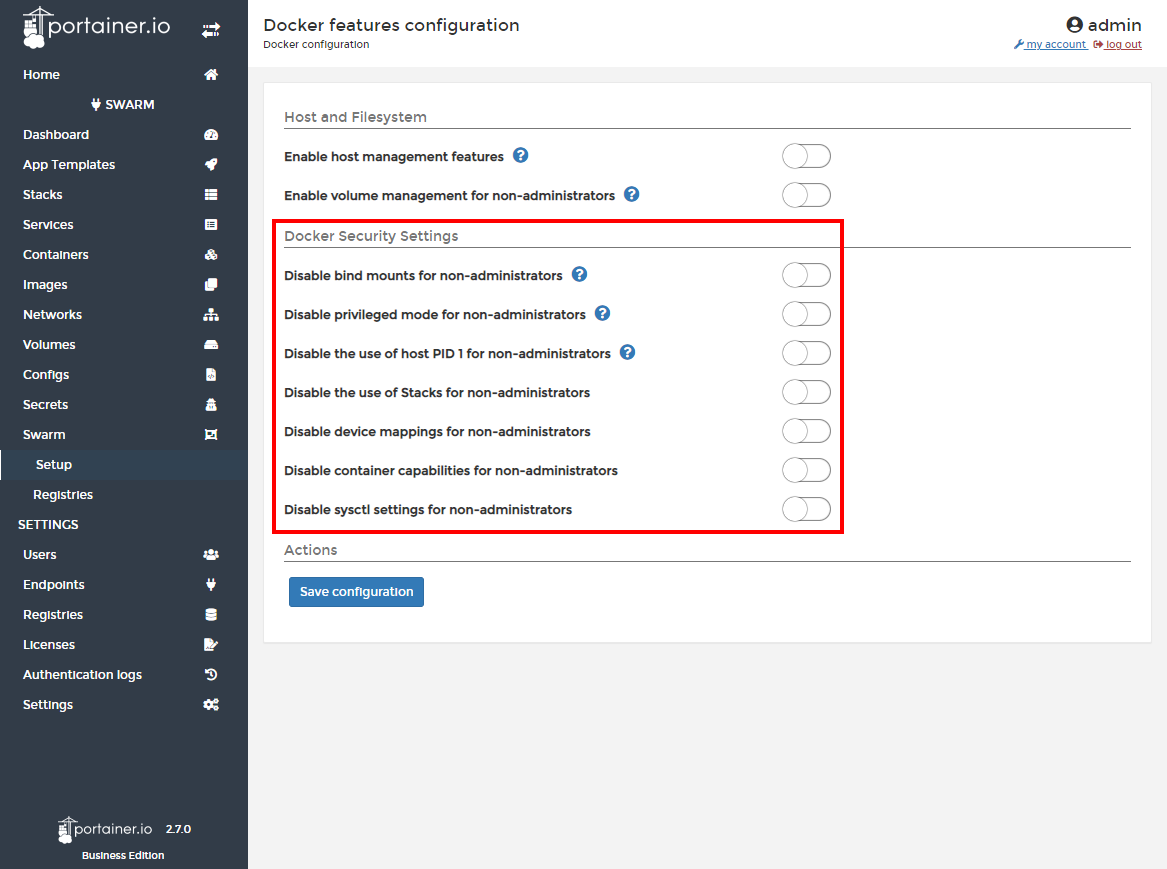 portainer.io
Home
SWARM
Dashboard
App Templates
Stacks
Services
Containers
Images
Networks
Volumes
Configs
Secrets
Swarm
Setup
Registries
SETTINGS
Users
Endpoints
Registries
Licenses
Authentication logs
Settings
portainer.io 2.7.0
Business Edition
Docker features configuration
Docker configuration
admin
my account log out
Host and Filesystem
Enable host management features ?
Enable volume management for non-administrators ?
Docker Security Settings
Disable bind mounts for non-administrators ?
Disable privileged mode for non-administrators ?
Disable the use of host PID 1 for non-administrators ?
Disable the use of Stacks for non-administrators
Disable device mappings for non-administrators
Disable container capabilities for non-administrators
Disable sysctl settings for non-administrators
Actions
Save configuration